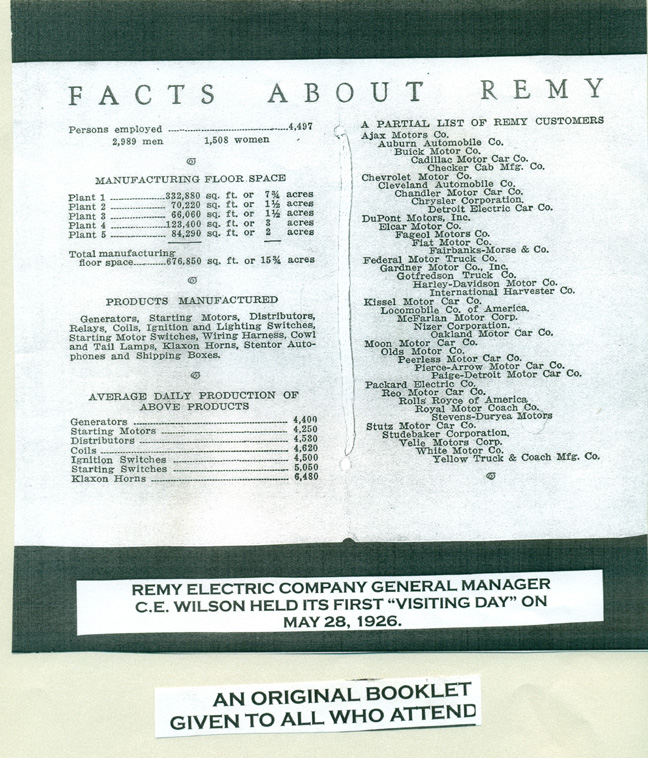 FACTS ABOUT REMY
Persons employed ........................4,497
2,989 men 1,508 women
MANUFACTURING FLOOR SPACE
Plant 1 ...............332,880 sq. ft. or 7¾ acres
Plant 2 ............... 70,220 sq. ft. or 1½ acres
Plant 3 ............... 66,060 sq. ft. or 1½ acres
Plant 4 ...............123,400 sq. ft. or 3 acres
Plant 5 ............... 84,290 sq. ft. or 2 acres
Total manufacturing
floor space.........676,850 sq. ft. or 15¾ acres
PRODUCTS MANUFACTURED
Generators, Starting Motors, Distributors,
Relays, Coils, Ignition and Lighting Switches,
Starting Motor Switches, Wiring Harness, Cowl
and Tail Lamps, Klaxon Horns, Stentor Auto-
phones and Shipping Boxes.
AVERAGE DAILY PRODUCTION OF
ABOVE PRODUCTS
Generators ........................ 4,400
Starting Motors ........................ 4,250
Distributors ........................ 4,530
Coils ........................ 4,620
Ignition Switches ........................ 4,500
Starting Switches ........................ 5,050
Klaxon Horns ........................ 6,480
A PARTIAL LIST OF REMY CUSTOMERS
Ajax Motors Co.
Auburn Automobile Co.
Buick Motor Co.
Cadillac Motor Car Co.
Checker Cab Mfg. Co.
Chevrolet Motor Co.
Cleveland Automobile Co.
Chandler Motor Car Co.
Chrysler Corporation.
Detroit Electric Car Co.
DuPont Motors, Inc.
Elcar Motor Co.
Fageol Motors Co.
Fiat Motor Co.
Fairbanks-Morse & Co.
Federal Motor Truck Co.
Gardner Motor Co., Inc.
Gotfredson Truck Co.
Harley-Davidson Motor Co.
International Harvester Co.
Kissel Motor Car Co.
Locomobile Co. of America.
McFarlan Motor Corp.
Nizer Corporation.
Oakland Motor Car Co.
Moon Motor Car Co.
Olds Motor Co.
Peerless Motor Car Co.
Pierce-Arrow Motor Car Co.
Paige-Detroit Motor Car Co.
Packard Electric Co.
Reo Motor Car Co.
Rolls Royce of America
Royal Motor Coach Co.
Stevens-Duryea Motors
Stutz Motor Car Co.
Studebaker Corporation.
Velie Motors Corp.
White Motor Co.
Yellow Truck & Coach Mfg. Co.
REMY ELECTRIC COMPANY GENERAL MANAGER
C.E. WILSON HELD ITS FIRST “VISITING DAY” ON
MAY 28, 1926.
AN ORIGINAL BOOKLET
GIVEN TO ALL WHO ATTEND